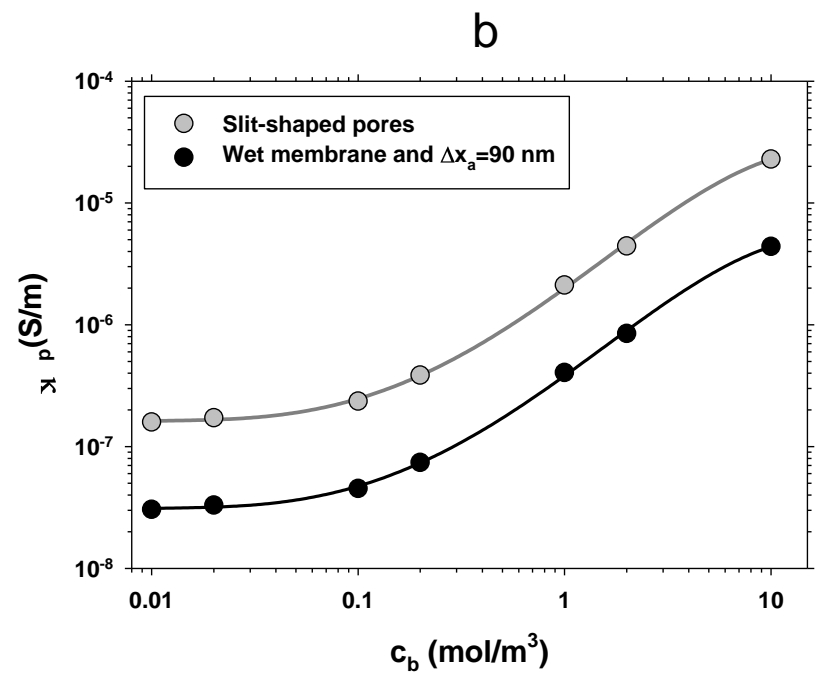 b
10⁻⁴
Slit-shaped pores
Wet membrane and Δxₐ=90 nm
10⁻⁵
10⁻⁶
10⁻⁷
10⁻⁸
κ p(S/m)
0.01 0.1 1 10
c_b (mol/m³)